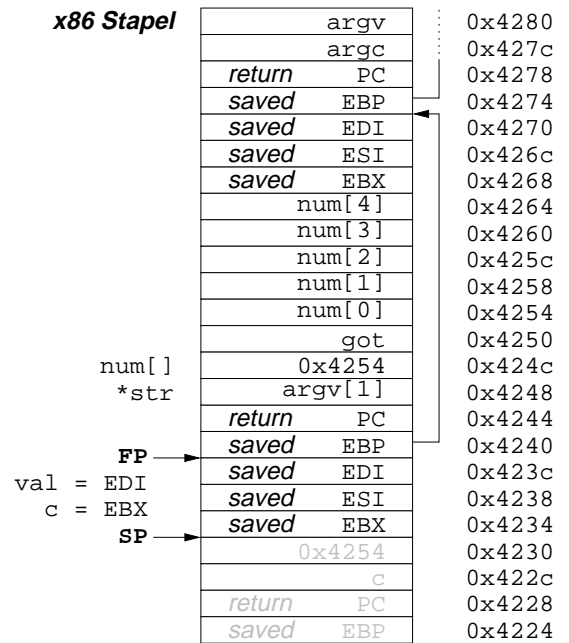 x86 Stapel argv 0x4280
argc 0x427c
return PC 0x4278
saved EBP 0x4274
saved EDI 0x4270
saved ESI 0x426c
saved EBX 0x4268
num[4] 0x4264
num[3] 0x4260
num[2] 0x425c
num[1] 0x4258
num[0] 0x4254
got 0x4250
num[] 0x4254 0x424c
*str argv[1] 0x4248
return PC 0x4244
saved EBP 0x4240
FP
saved EDI 0x423c
val = EDI
saved ESI 0x4238
c = EBX
saved EBX 0x4234
SP
0x4254 0x4230
c 0x422c
return PC 0x4228
saved EBP 0x4224